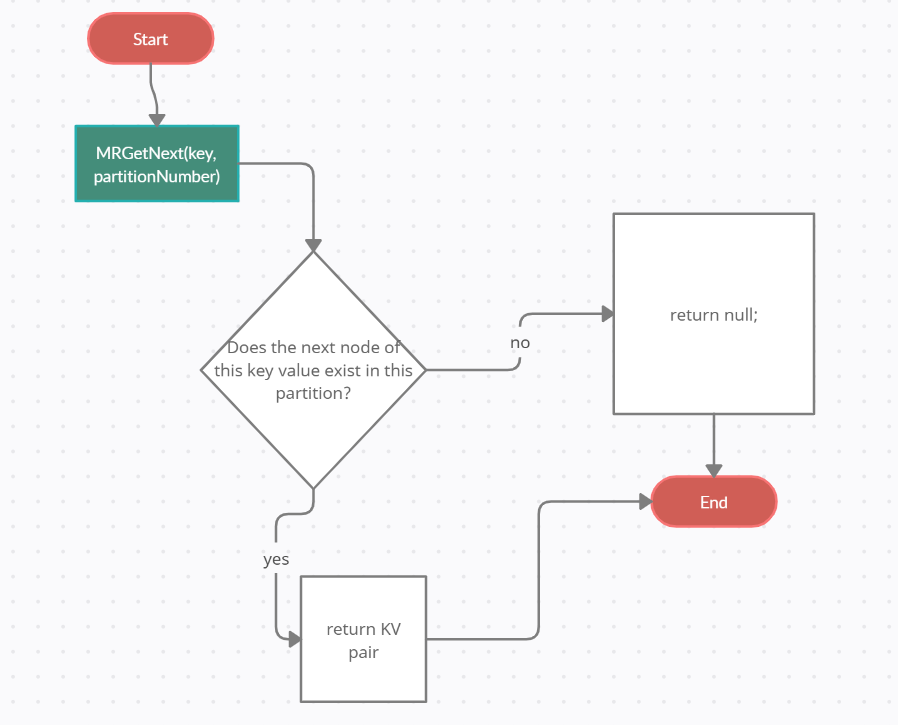 Start
MRGetNext(key,
partitionNumber)
Does the next node of
this key value exist in this
partition?
no
return null;
End
yes
return KV
pair